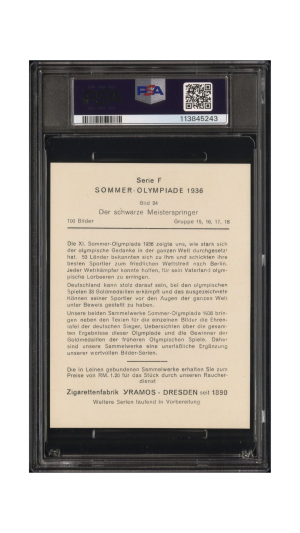 PSA
113845243
Serie F
SOMMER-OLYMPIADE 1936
Bild 34
Der schwarze Meisterspringer
100 Bilder Gruppe 15, 16, 17, 18
Die XI. Sommer-Olympiade 1936 zeigte uns, wie stark sich
der olympische Gedanke in der ganzen Welt durchgesetzt
hat. 53 Länder bekannten sich zu ihm und schickten ihre
besten Sportler zum friedlichen Wettstreit nach Berlin.
Jeder Wettkämpfer konnte hoffen, für sein Vaterland olym-
pische Lorbeeren zu erringen.
Deutschland kann stolz darauf sein, bei den olympischen
Spielen 33 Goldmedaillen erkämpft und das ausgezeichnete
Können seiner Sportler vor den Augen der ganzen Welt
unter Beweis gestellt zu haben.
Unsere beiden Sammelwerke Sommer-Olympiade 1936 brin-
gen neben den Texten für die einzelnen Bilder die Ehren-
tafel der deutschen Sieger, Uebersichten über die gesam-
ten Ergebnisse dieser Olympiade und die Gewinner der
Goldmedaillen der früheren Olympischen Spiele. Daher
sind unsere Sammelwerke eine unerläßliche Ergänzung
unserer wertvollen Bilder-Serien.
Die in Leinen gebundenen Sammelwerke erhalten Sie zum
Preise von RM. 1.20 für das Stück durch unseren Raucher-
dienst
Zigarettenfabrik YRAMOS - DRESDEN seit 1890
Weitere Serien laufend in Vorbereitung